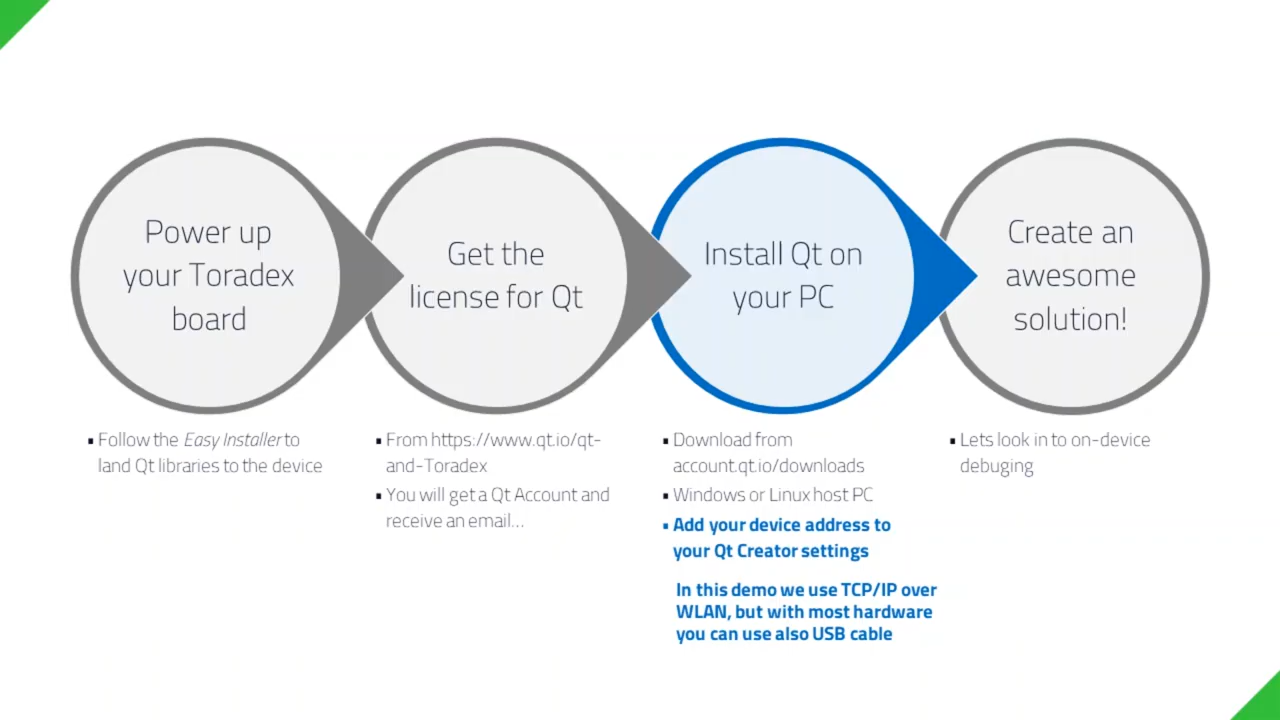 Power up
your Toradex
board
Get the
license for Qt
Install Qt on
your PC
Create an
awesome
solution!
▪ Follow the Easy Installer to
land Qt libraries to the device
▪ From https://www.qt.io/qt-
and-Toradex
▪ You will get a Qt Account and
receive an email...
▪ Download from
account.qt.io/downloads
▪ Windows or Linux host PC
▪ Add your device address to
your Qt Creator settings
In this demo we use TCP/IP over
WLAN, but with most hardware
you can use also USB cable
▪ Lets look in to on-device
debuging